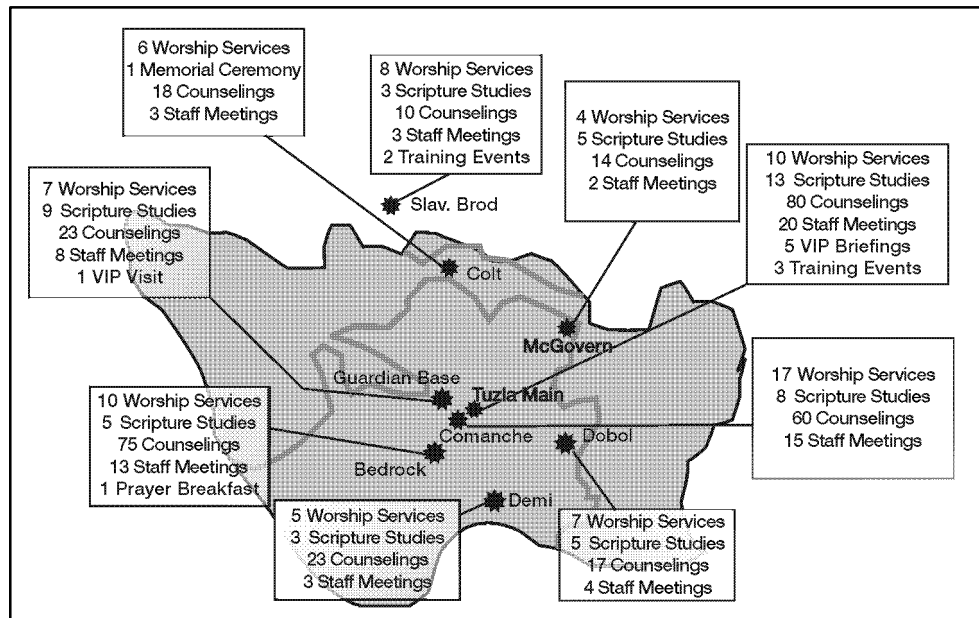 6 Worship Services
1 Memorial Ceremony
18 Counselings
3 Staff Meetings
8 Worship Services
3 Scripture Studies
10 Counselings
3 Staff Meetings
2 Training Events
4 Worship Services
5 Scripture Studies
14 Counselings
2 Staff Meetings
10 Worship Services
13 Scripture Studies
80 Counselings
20 Staff Meetings
5 VIP Briefings
3 Training Events
7 Worship Services
9 Scripture Studies
23 Counselings
8 Staff Meetings
1 VIP Visit
Slav. Brod
Colt
McGovern
Guardian Base
Tuzla Main
Comanche
Dobol
Bedrock
Demi
17 Worship Services
8 Scripture Studies
60 Counselings
15 Staff Meetings
10 Worship Services
5 Scripture Studies
75 Counselings
13 Staff Meetings
1 Prayer Breakfast
5 Worship Services
3 Scripture Studies
23 Counselings
3 Staff Meetings
7 Worship Services
5 Scripture Studies
17 Counselings
4 Staff Meetings